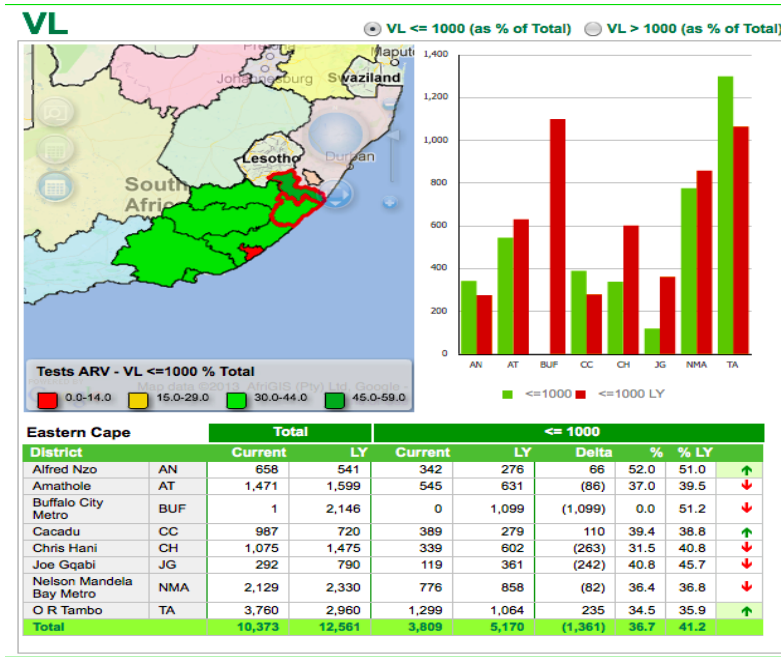 VL
VL <= 1000 (as % of Total) VL > 1000 (as % of Total)
Maput
Johannesburg
Swaziland
Lesotho
Durban
South
Afric
Tests ARV - VL <=1000 % Total
Map data ©2013 AfriGIS (Pty) Ltd, Google -
0.0-14.0 15.0-29.0 30.0-44.0 45.0-59.0
1,400
1,200
1,000
800
600
400
200
0
AN AT BUF CC CH JG NMA TA
<=1000 <=1000 LY
Eastern Cape Total <= 1000
District Current LY Current LY Delta % % LY
Alfred Nzo AN 658 541 342 276 66 52.0 51.0
Amathole AT 1,471 1,599 545 631 (86) 37.0 39.5
Buffalo City
Metro BUF 1 2,146 0 1,099 (1,099) 0.0 51.2
Cacadu CC 987 720 389 279 110 39.4 38.8
Chris Hani CH 1,075 1,475 339 602 (263) 31.5 40.8
Joe Gqabi JG 292 790 119 361 (242) 40.8 45.7
Nelson Mandela
Bay Metro NMA 2,129 2,330 776 858 (82) 36.4 36.8
O R Tambo TA 3,760 2,960 1,299 1,064 235 34.5 35.9
Total 10,373 12,561 3,809 5,170 (1,361) 36.7 41.2